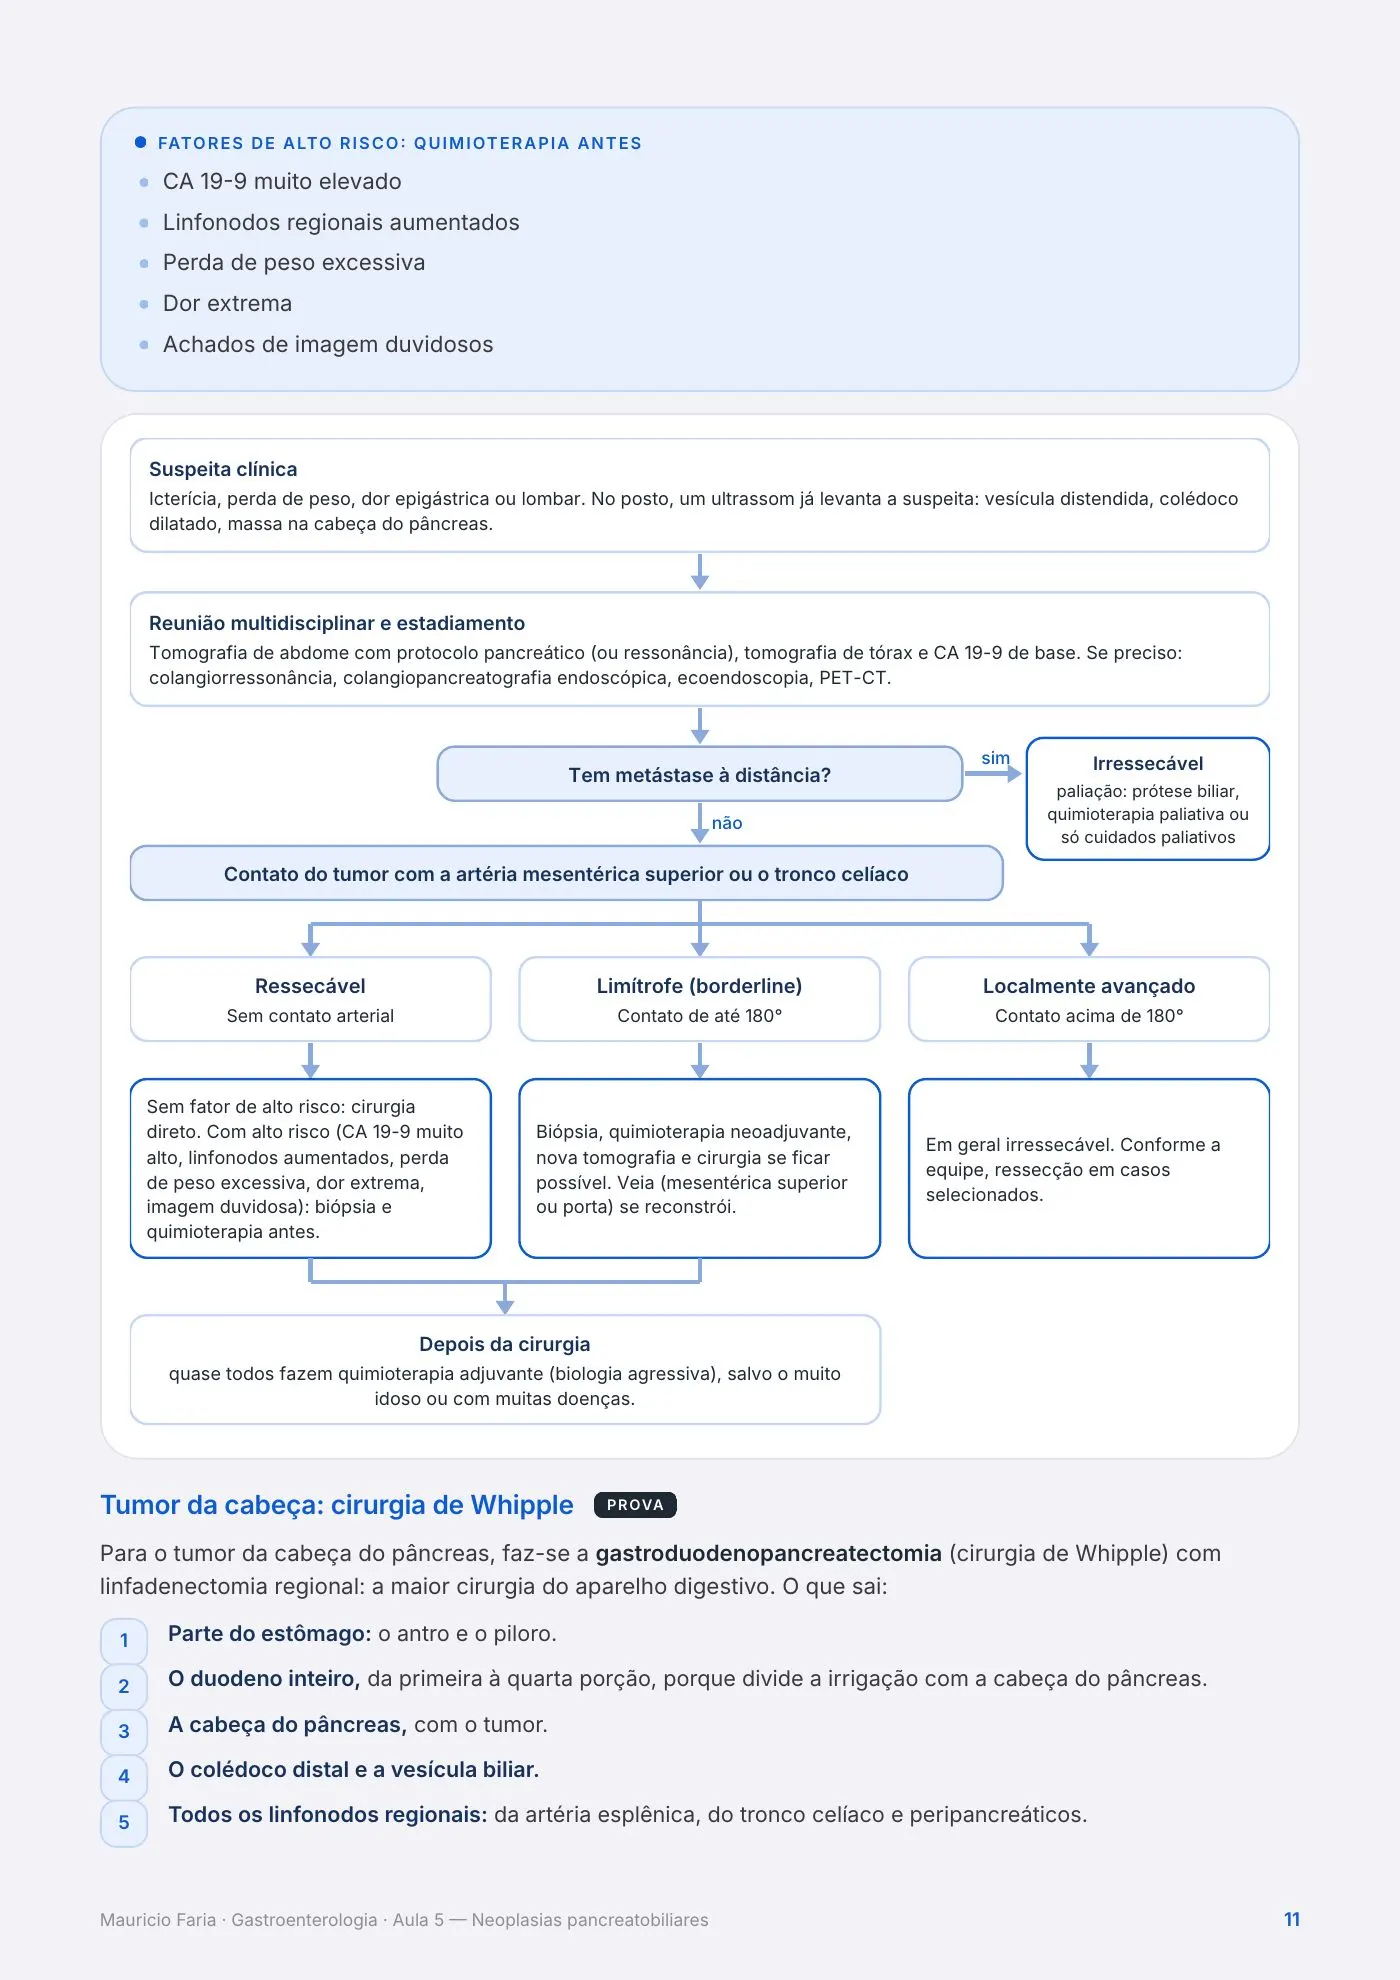 FATORES DE ALTO RISCO: QUIMIOTERAPIA ANTES
CA 19-9 muito elevado
Linfonodos regionais aumentados
Perda de peso excessiva
Dor extrema
Achados de imagem duvidosos
Suspeita clínica
Icterícia, perda de peso, dor epigástrica ou lombar. No posto, um ultrassom já levanta a suspeita: vesícula distendida, colédoco
dilatado, massa na cabeça do pâncreas.
Reunião multidisciplinar e estadiamento
Tomografia de abdome com protocolo pancreático (ou ressonância), tomografia de tórax e CA 19-9 de base. Se preciso:
colangiorressonância, colangiopancreatografia endoscópica, ecoendoscopia, PET-CT.
Tem metástase à distância?
sim
Irressecável
paliação: prótese biliar,
quimioterapia paliativa ou
só cuidados paliativos
não
Contato do tumor com a artéria mesentérica superior ou o tronco celíaco
Ressecável
Sem contato arterial
Limítrofe (borderline)
Contato de até 180°
Localmente avançado
Contato acima de 180°
Sem fator de alto risco: cirurgia
direto. Com alto risco (CA 19-9 muito
alto, linfonodos aumentados, perda
de peso excessiva, dor extrema,
imagem duvidosa): biópsia e
quimioterapia antes.
Biópsia, quimioterapia neoadjuvante,
nova tomografia e cirurgia se ficar
possível. Veia (mesentérica superior
ou porta) se reconstrói.
Em geral irressecável. Conforme a
equipe, ressecção em casos
selecionados.
Depois da cirurgia
quase todos fazem quimioterapia adjuvante (biologia agressiva), salvo o muito
idoso ou com muitas doenças.
Tumor da cabeça: cirurgia de Whipple PROVA
Para o tumor da cabeça do pâncreas, faz-se a gastroduodenopancreatectomia (cirurgia de Whipple) com
linfadenectomia regional: a maior cirurgia do aparelho digestivo. O que sai:
1 Parte do estômago: o antro e o piloro.
2 O duodeno inteiro, da primeira à quarta porção, porque divide a irrigação com a cabeça do pâncreas.
3 A cabeça do pâncreas, com o tumor.
4 O colédoco distal e a vesícula biliar.
5 Todos os linfonodos regionais: da artéria esplênica, do tronco celíaco e peripancreáticos.
Mauricio Faria · Gastroenterologia · Aula 5 — Neoplasias pancreatobiliares 11